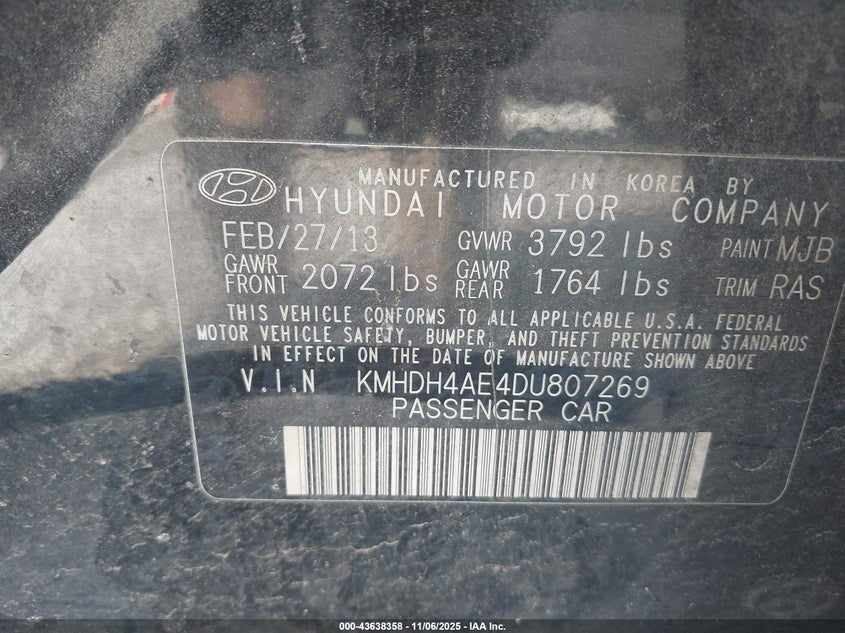 MANUFACTURED IN KOREA BY
HYUNDAI MOTOR COMPANY
FEB/27/13 GVWR 3792 lbs PAINT MJB
GAWR FRONT 2072 lbs GAWR REAR 1764 lbs TRIM RAS
THIS VEHICLE CONFORMS TO ALL APPLICABLE U.S.A. FEDERAL
MOTOR VEHICLE SAFETY, BUMPER, AND THEFT PREVENTION STANDARDS
IN EFFECT ON THE DATE OF MANUFACTURE SHOWN ABOVE
V.I.N KMHDH4AE4DU807269
PASSENGER CAR
000-43638358 - 11/06/2025 - IAA Inc.